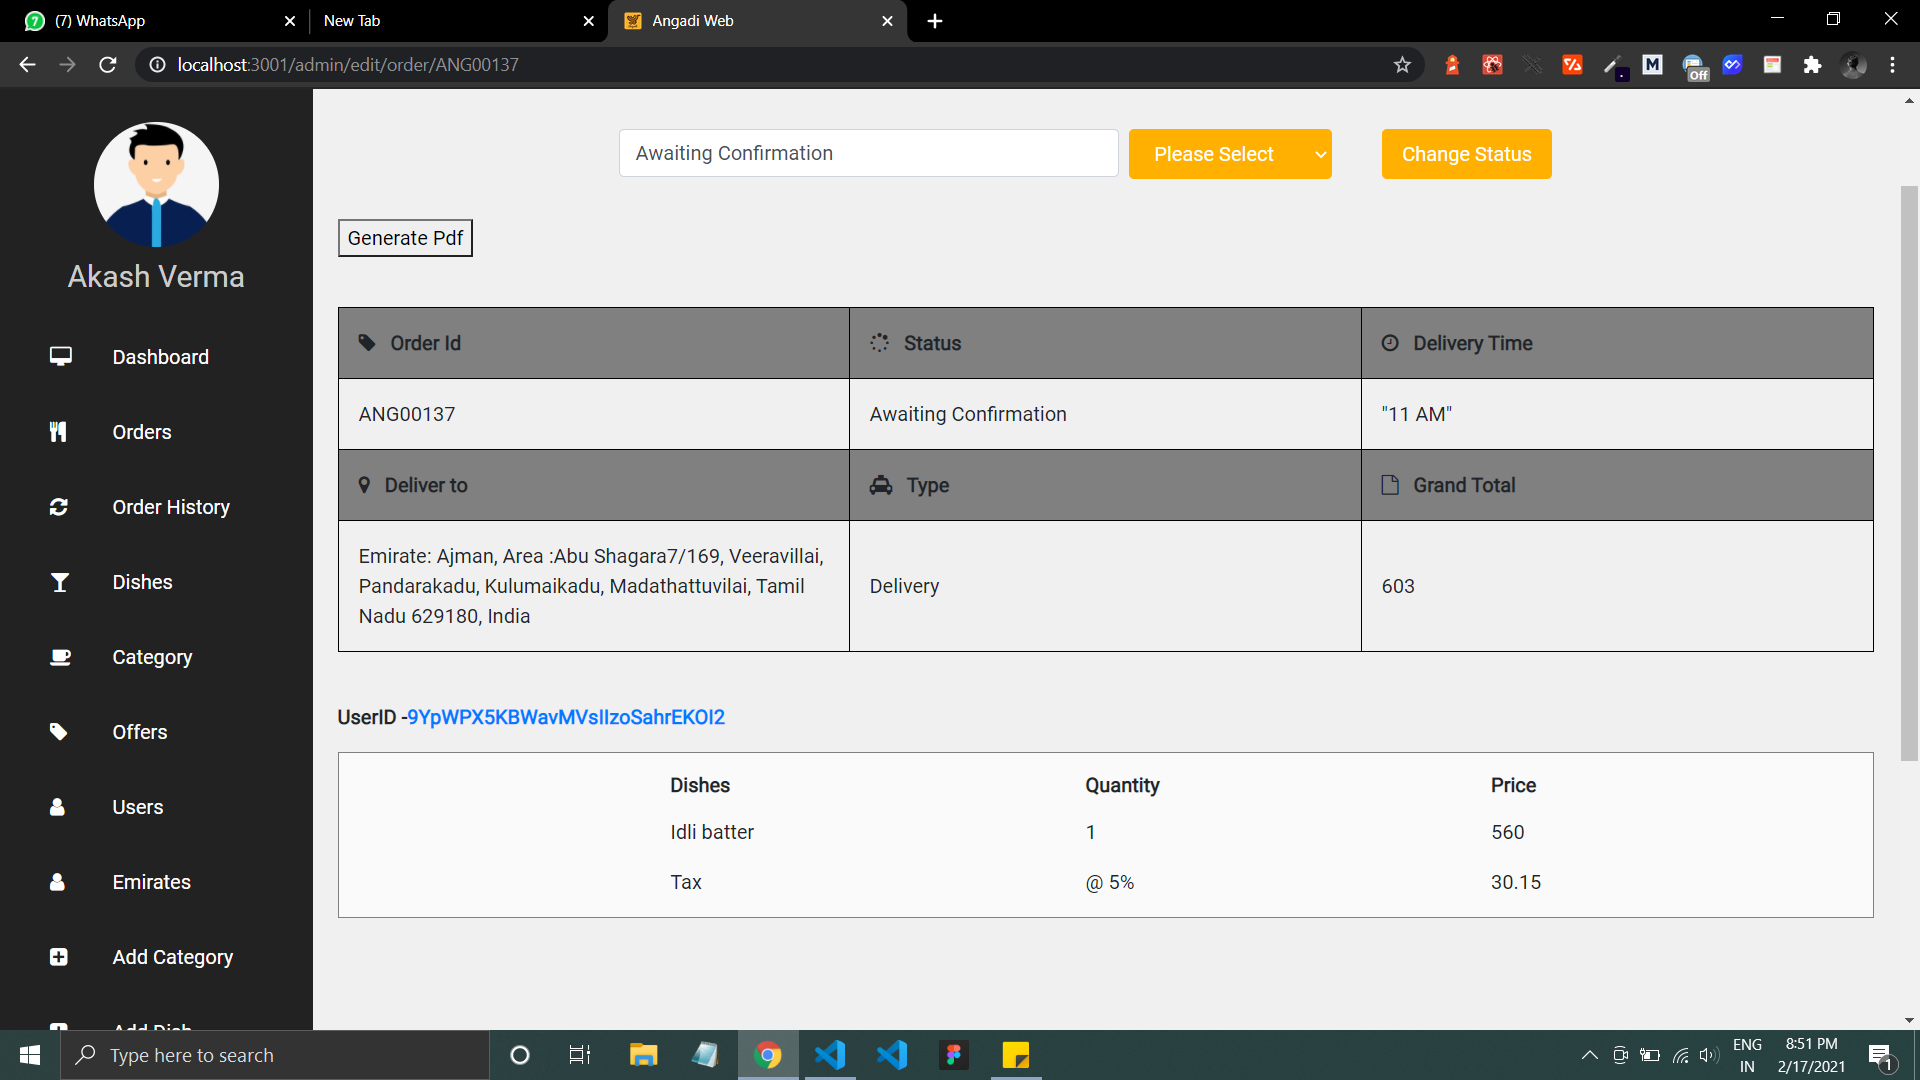 (7) WhatsApp
New Tab
Angadi Web
localhost:3001/admin/edit/order/ANG00137
Off
Awaiting Confirmation
Please Select
Change Status
Generate Pdf
Akash Verma
Dashboard
Orders
Order History
Dishes
Category
Offers
Users
Emirates
Add Category
Add Dish
Order Id
Status
Delivery Time
ANG00137
Awaiting Confirmation
"11 AM"
Deliver to
Type
Grand Total
Emirate: Ajman, Area :Abu Shagara7/169, Veeravillai,
Pandarakadu, Kulumaikadu, Madathattuvilai, Tamil
Nadu 629180, India
Delivery
603
UserID -9YpWPX5KBWavMVsIIzoSahrEKOI2
Dishes Quantity Price
Idli batter 1 560
Tax @ 5% 30.15
Type here to search
ENG
IN
8:51 PM
2/17/2021
1